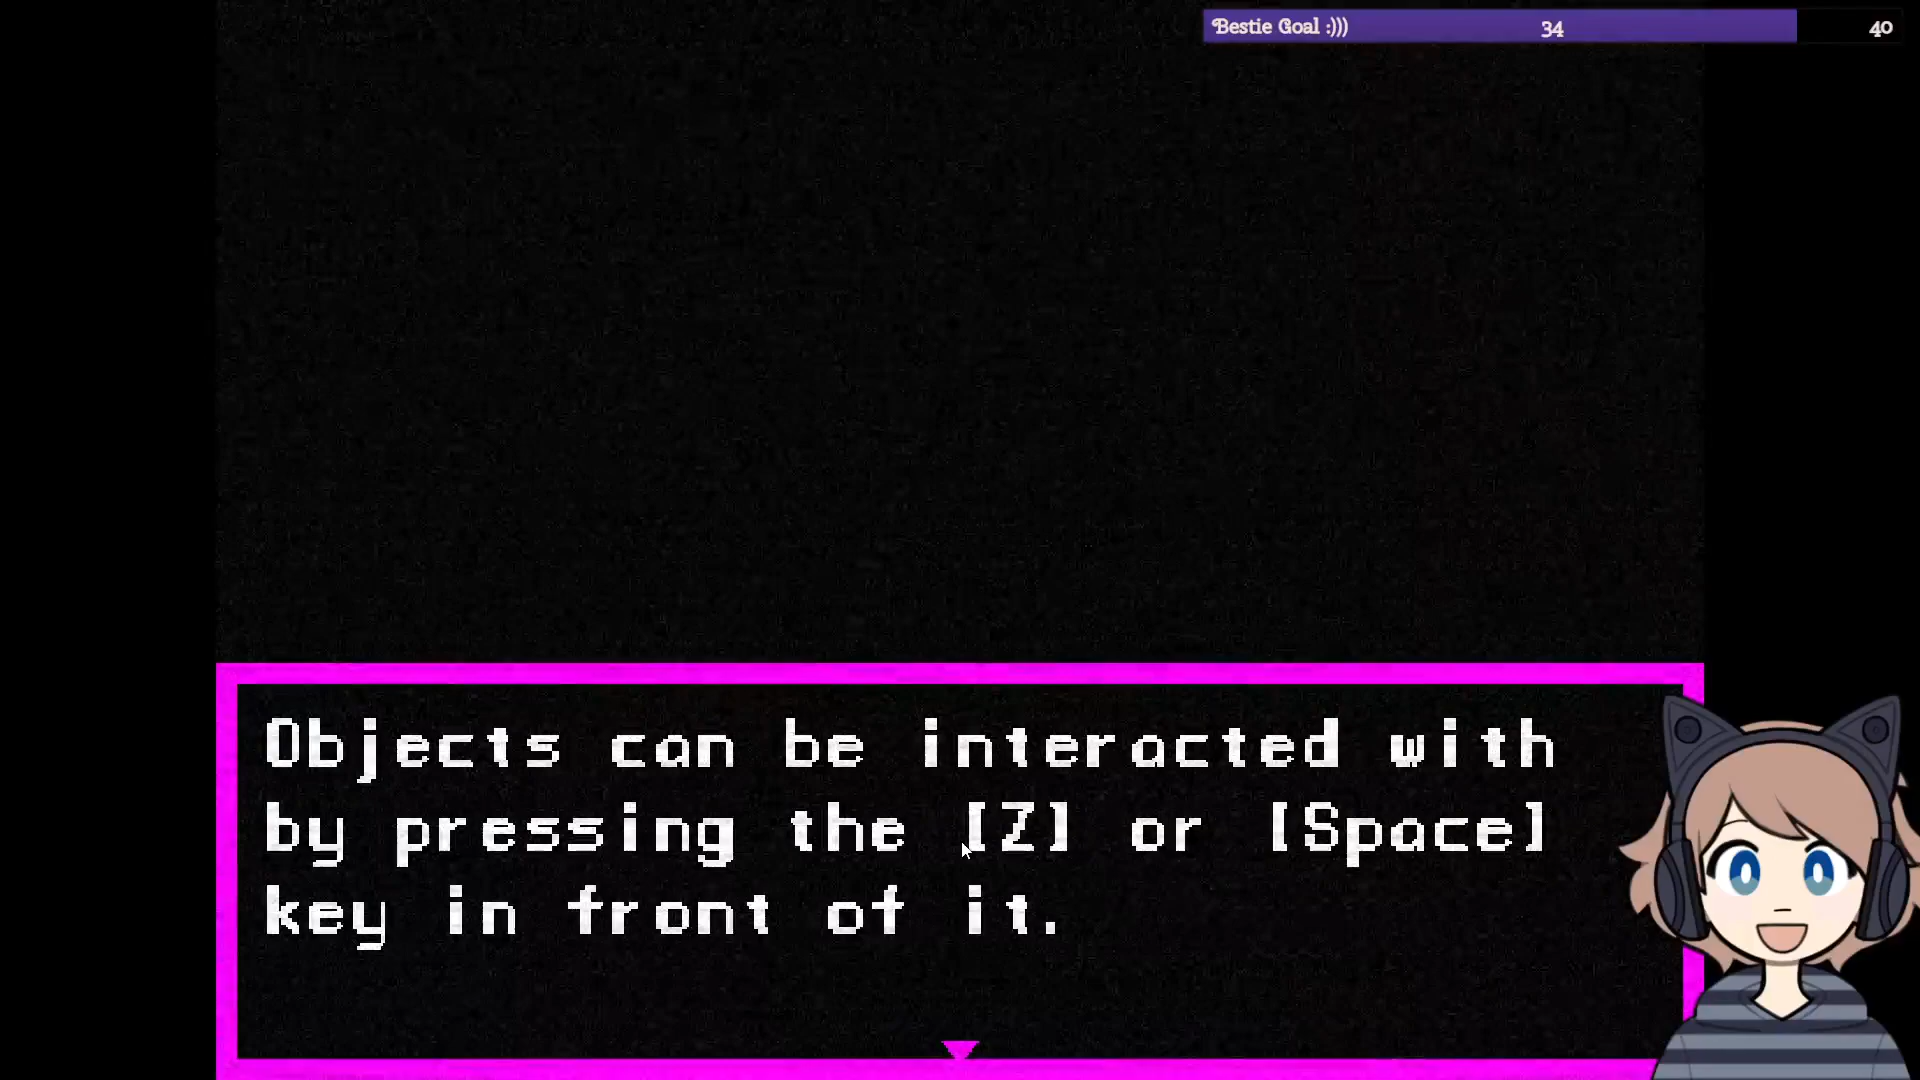 Bestie Goal :))) 34 40
Objects can be interacted with
by pressing the [Z] or [Space]
key in front of it.